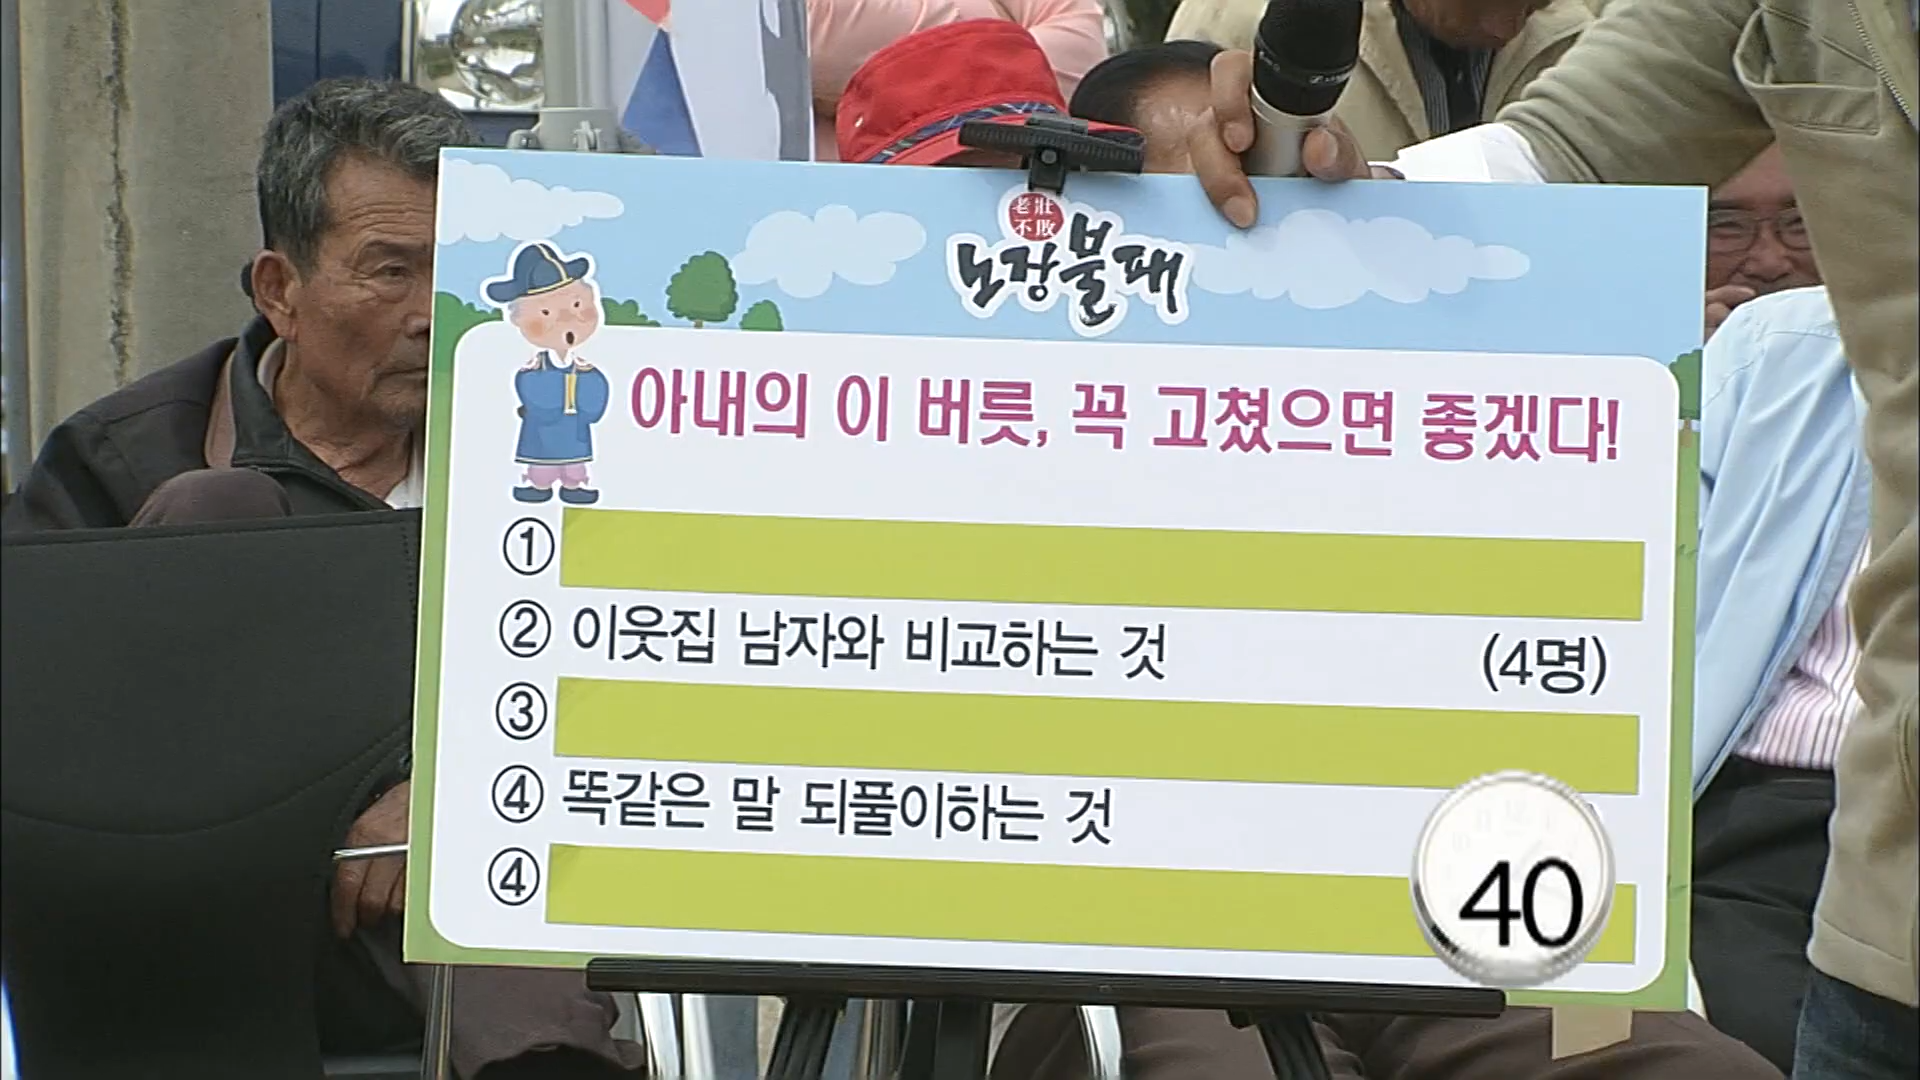 老壯
不敗
노장불패
아내의 이 버릇, 꼭 고쳤으면 좋겠다!
①
② 이웃집 남자와 비교하는 것 (4명)
③
④ 똑같은 말 되풀이하는 것
④
40